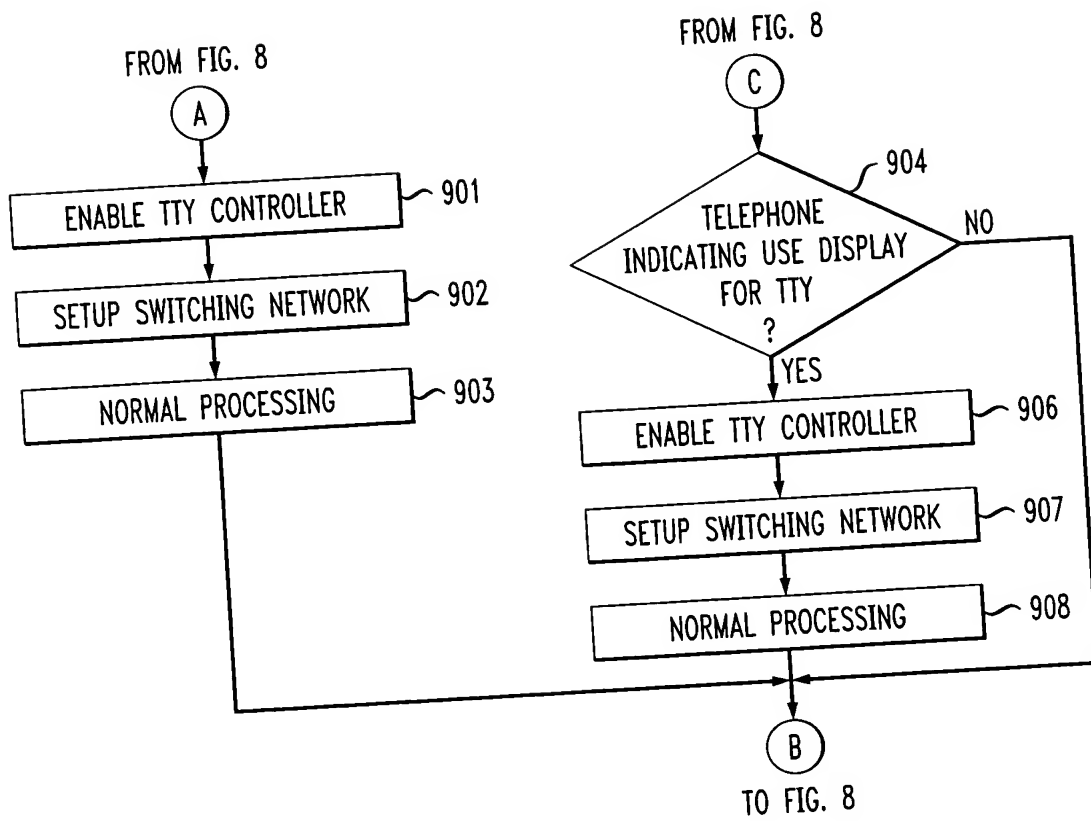 FROM FIG. 8
A
ENABLE TTY CONTROLLER
901
SETUP SWITCHING NETWORK
902
NORMAL PROCESSING
903
FROM FIG. 8
C
904
TELEPHONE
INDICATING USE DISPLAY
FOR TTY
?
NO
YES
ENABLE TTY CONTROLLER
906
SETUP SWITCHING NETWORK
907
NORMAL PROCESSING
908
B
TO FIG. 8